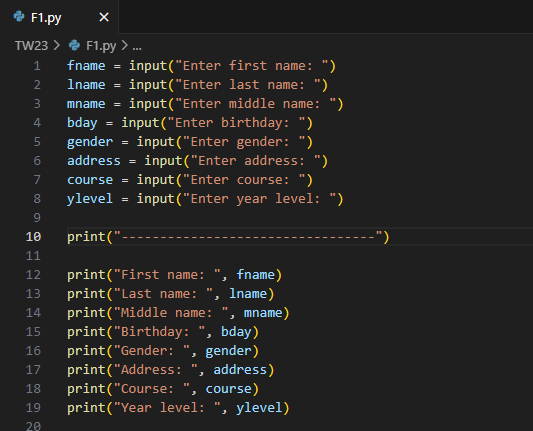 F1.py
TW23 > F1.py > ...
1 fname = input("Enter first name: ")
2 lname = input("Enter last name: ")
3 mname = input("Enter middle name: ")
4 bday = input("Enter birthday: ")
5 gender = input("Enter gender: ")
6 address = input("Enter address: ")
7 course = input("Enter course: ")
8 ylevel = input("Enter year level: ")
9
10 print("---------------------------------")
11
12 print("First name: ", fname)
13 print("Last name: ", lname)
14 print("Middle name: ", mname)
15 print("Birthday: ", bday)
16 print("Gender: ", gender)
17 print("Address: ", address)
18 print("Course: ", course)
19 print("Year level: ", ylevel)
20